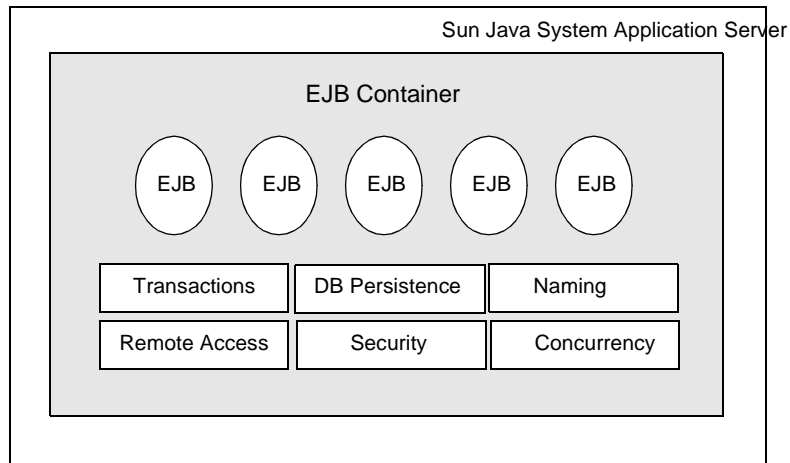 Sun Java System Application Server
EJB Container
EJB EJB EJB EJB EJB
Transactions DB Persistence Naming
Remote Access Security Concurrency